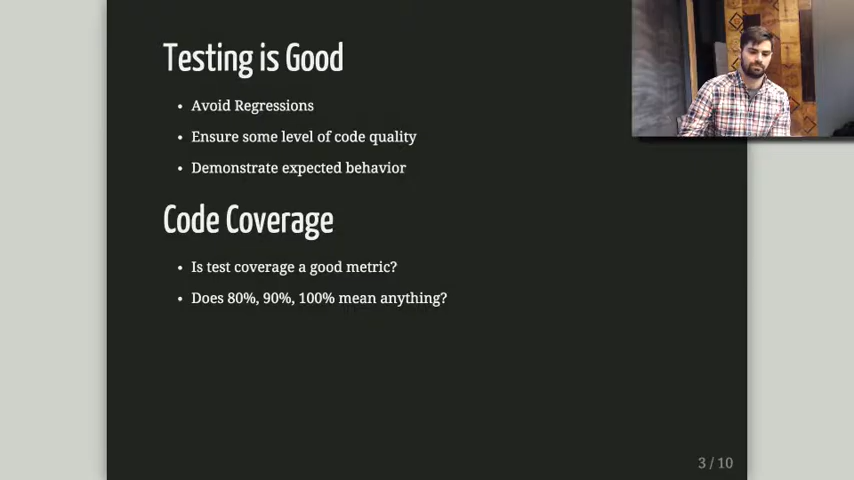 Testing is Good
• Avoid Regressions
• Ensure some level of code quality
• Demonstrate expected behavior
Code Coverage
• Is test coverage a good metric?
• Does 80%, 90%, 100% mean anything?
3 / 10